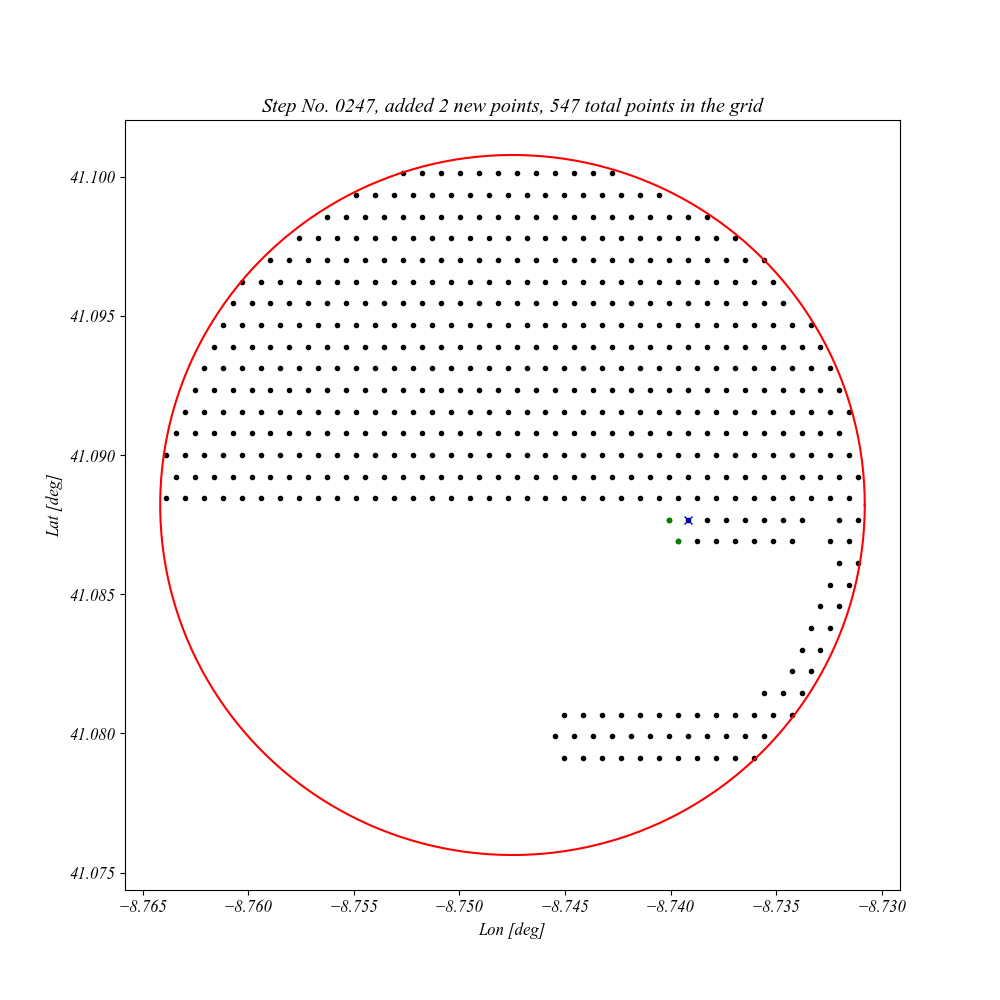 Step No. 0247, added 2 new points, 547 total points in the grid
41.100
41.095
41.090
41.085
41.080
41.075
Lat [deg]
−8.765 −8.760 −8.755 −8.750 −8.745 −8.740 −8.735 −8.730
Lon [deg]